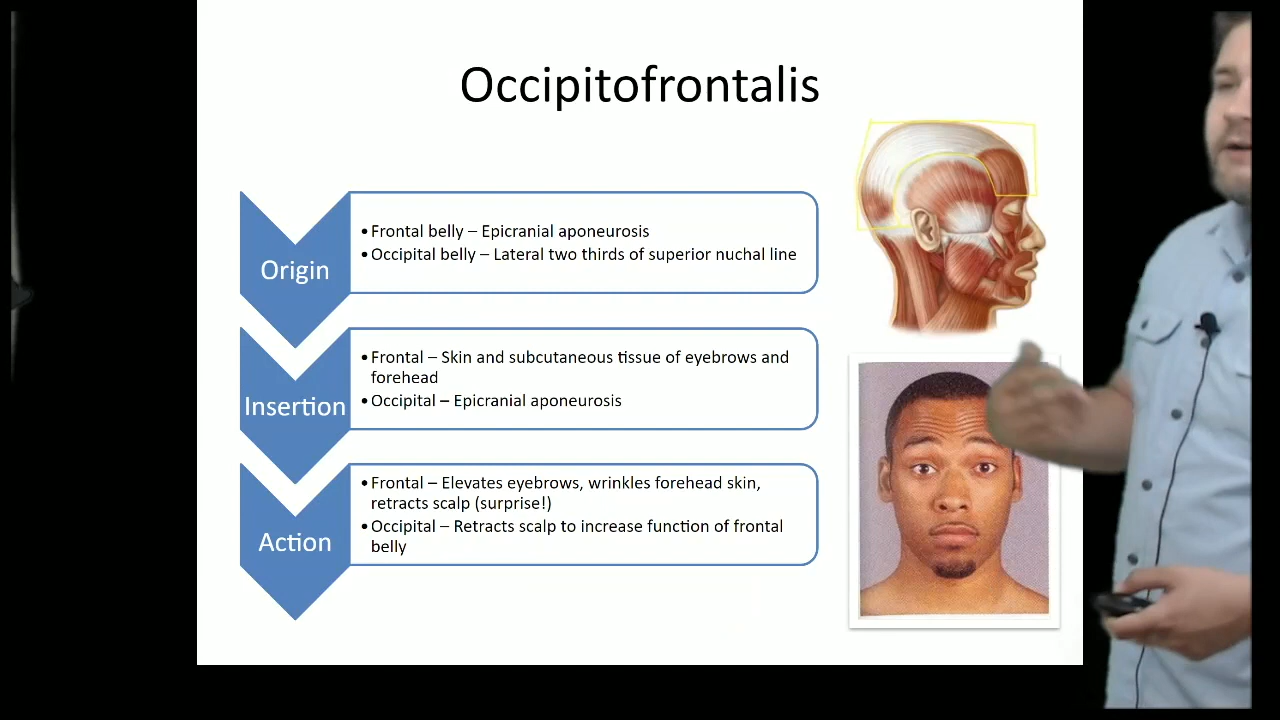 Occipitofrontalis
Origin
•Frontal belly – Epicranial aponeurosis
•Occipital belly – Lateral two thirds of superior nuchal line
Insertion
•Frontal – Skin and subcutaneous tissue of eyebrows and
forehead
•Occipital – Epicranial aponeurosis
Action
•Frontal – Elevates eyebrows, wrinkles forehead skin,
retracts scalp (surprise!)
•Occipital – Retracts scalp to increase function of frontal
belly